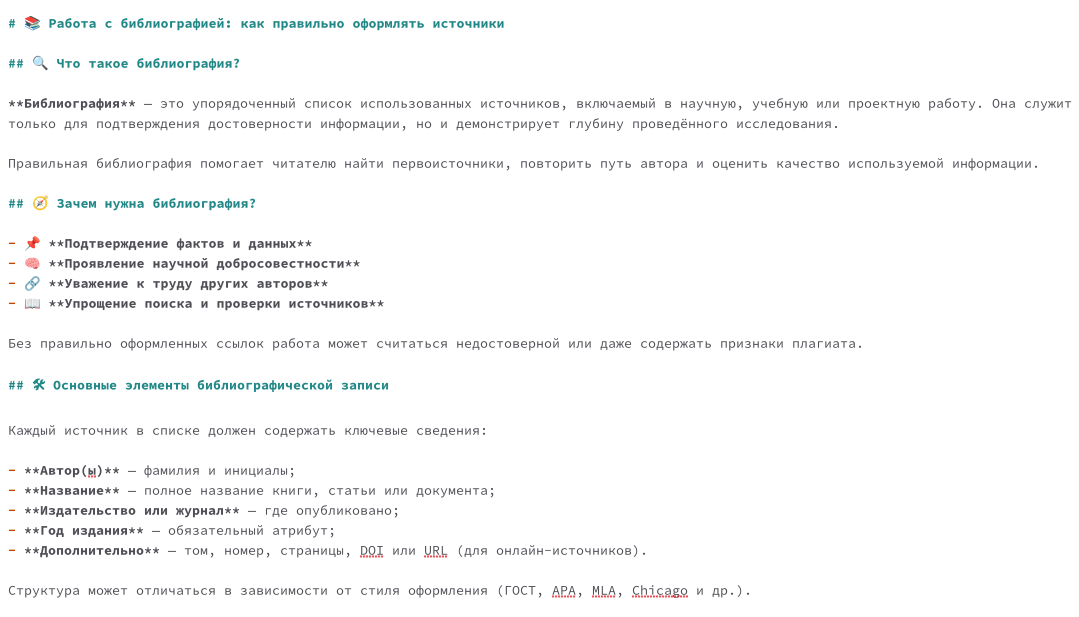 # 📚 Работа с библиографией: как правильно оформлять источники
## 🔍 Что такое библиография?
**Библиография** — это упорядоченный список использованных источников, включаемый в научную, учебную или проектную работу. Она служит
только для подтверждения достоверности информации, но и демонстрирует глубину проведённого исследования.
Правильная библиография помогает читателю найти первоисточники, повторить путь автора и оценить качество используемой информации.
## 🧭 Зачем нужна библиография?
- 📌 **Подтверждение фактов и данных**
- 🧠 **Проявление научной добросовестности**
- 🔗 **Уважение к труду других авторов**
- 📖 **Упрощение поиска и проверки источников**
Без правильно оформленных ссылок работа может считаться недостоверной или даже содержать признаки плагиата.
## 🛠 Основные элементы библиографической записи
Каждый источник в списке должен содержать ключевые сведения:
- **Автор(ы)** — фамилия и инициалы;
- **Название** — полное название книги, статьи или документа;
- **Издательство или журнал** — где опубликовано;
- **Год издания** — обязательный атрибут;
- **Дополнительно** — том, номер, страницы, DOI или URL (для онлайн-источников).
Структура может отличаться в зависимости от стиля оформления (ГОСТ, APA, MLA, Chicago и др.).